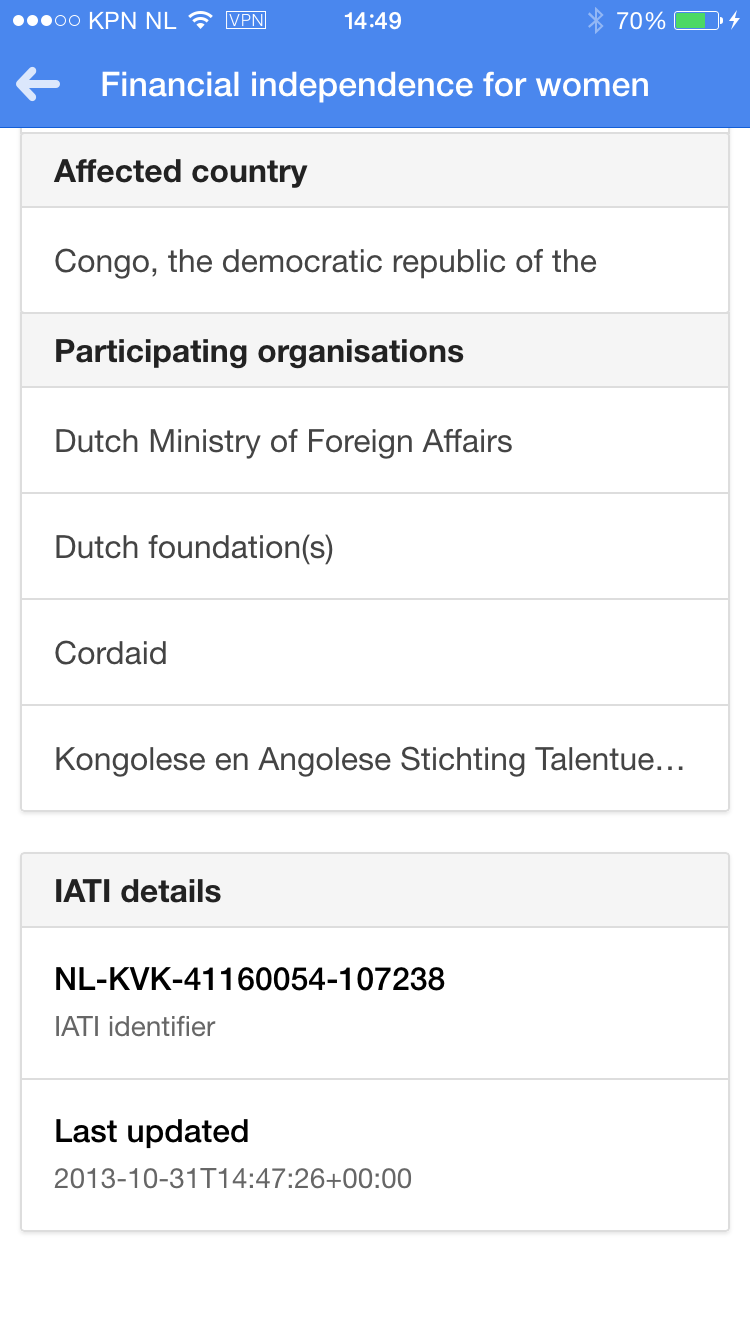 KPN NL VPN 14:49 70%
Financial independence for women
Affected country
Congo, the democratic republic of the
Participating organisations
Dutch Ministry of Foreign Affairs
Dutch foundation(s)
Cordaid
Kongolese en Angolese Stichting Talentue...
IATI details
NL-KVK-41160054-107238
IATI identifier
Last updated
2013-10-31T14:47:26+00:00